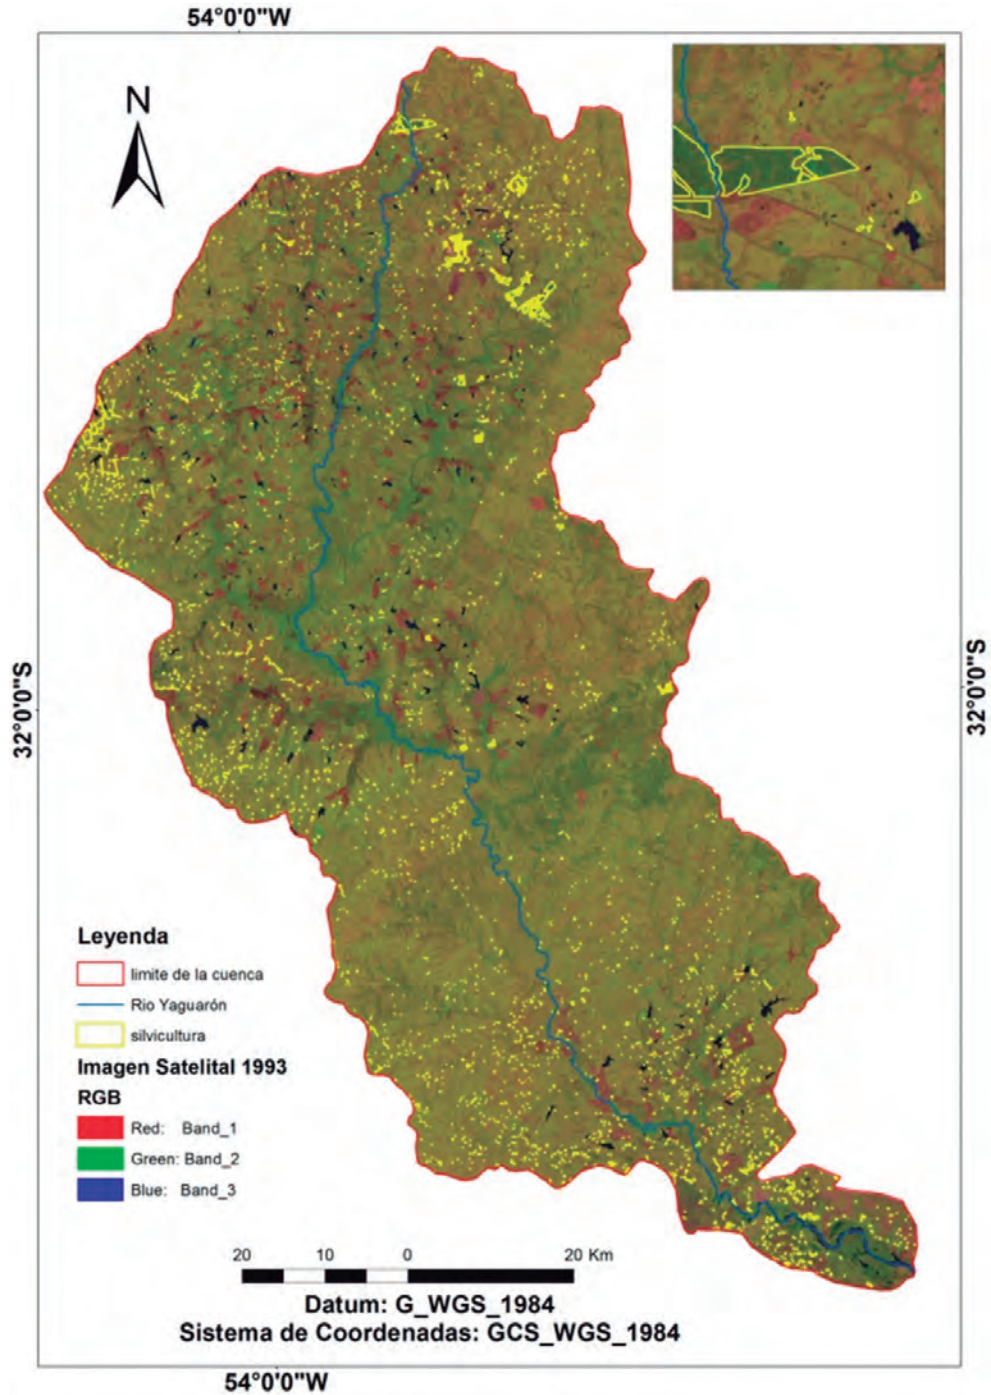 54°0'0"W
N
32°0'0"S
32°0'0"S
Leyenda
limite de la cuenca
Rio Yaguarón
silvicultura
Imagen Satelital 1993
RGB
Red: Band_1
Green: Band_2
Blue: Band_3
20 10 0 20 Km
Datum: G_WGS_1984
Sistema de Coordenadas: GCS_WGS_1984
54°0'0"W